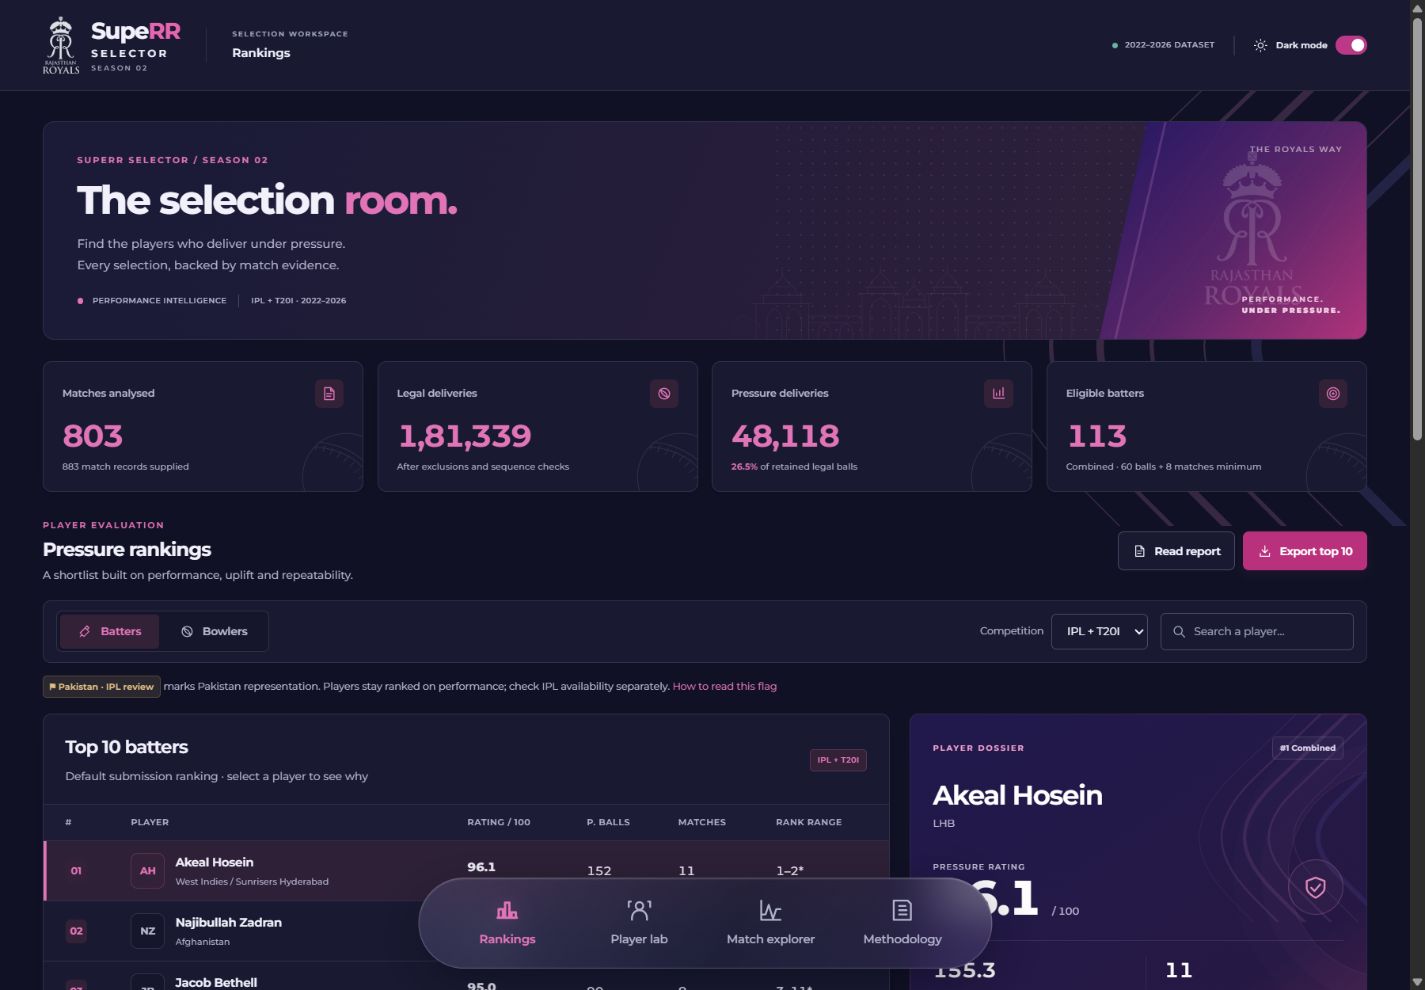 SupeRR
SELECTOR
SEASON 02
RAJASTHAN
ROYALS
SELECTION WORKSPACE
Rankings
2022–2026 DATASET
Dark mode
SUPERR SELECTOR / SEASON 02
The selection room.
Find the players who deliver under pressure.
Every selection, backed by match evidence.
PERFORMANCE INTELLIGENCE
IPL + T20I · 2022–2026
THE ROYALS WAY
RAJASTHAN
ROYALS
PERFORMANCE.
UNDER PRESSURE.
Matches analysed
803
883 match records supplied
Legal deliveries
1,81,339
After exclusions and sequence checks
Pressure deliveries
48,118
26.5% of retained legal balls
Eligible batters
113
Combined · 60 balls + 8 matches minimum
PLAYER EVALUATION
Pressure rankings
A shortlist built on performance, uplift and repeatability.
Read report
Export top 10
Batters
Bowlers
Competition
IPL + T20I
Search a player...
Pakistan · IPL review marks Pakistan representation. Players stay ranked on performance; check IPL availability separately. How to read this flag
Top 10 batters
Default submission ranking · select a player to see why
IPL + T20I
# PLAYER RATING / 100 P. BALLS MATCHES RANK RANGE
01 AH Akeal Hosein 96.1 152 11 1–2*
West Indies / Sunrisers Hyderabad
02 NZ Najibullah Zadran
Afghanistan
Jacob Bethell 95.0
PLAYER DOSSIER
#1 Combined
Akeal Hosein
LHB
PRESSURE RATING
6.1 / 100
155.3
11
Rankings
Player lab
Match explorer
Methodology